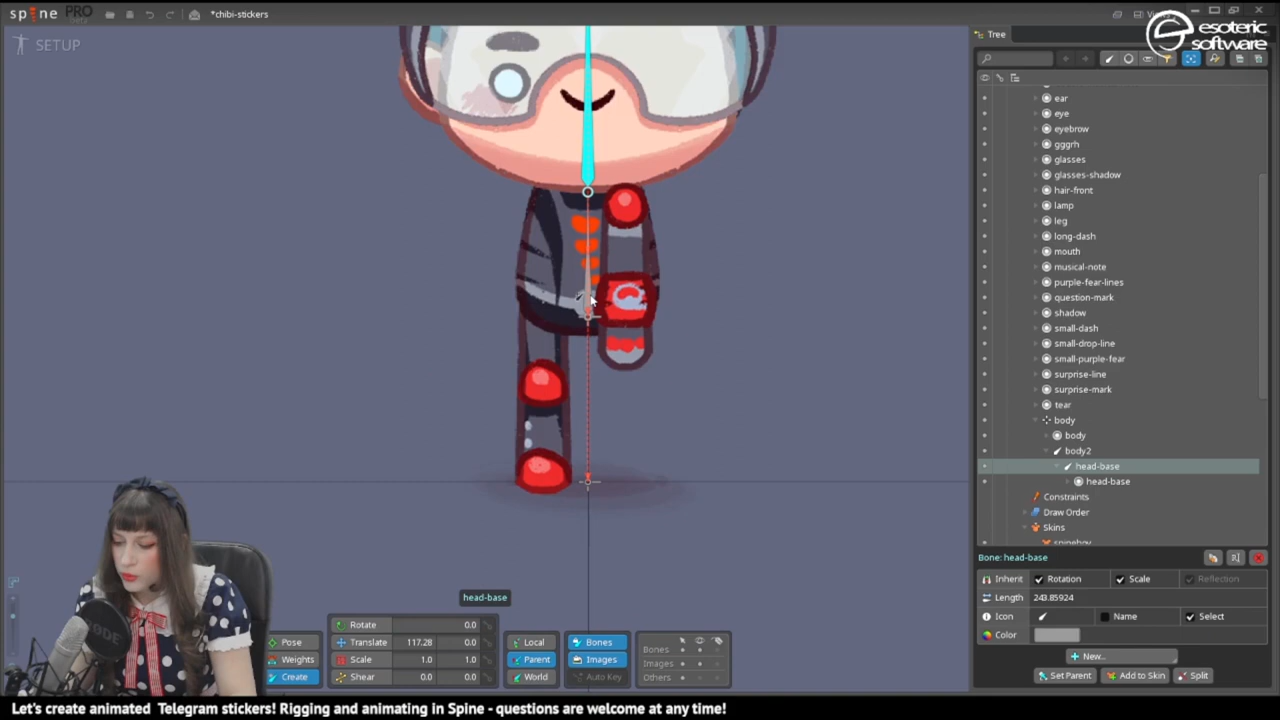 spine PRO
*chibi-stickers
View
esoteric
software
SETUP
Tree
ear
eye
eyebrow
gggrh
glasses
glasses-shadow
hair-front
lamp
leg
long-dash
mouth
musical-note
purple-fear-lines
question-mark
shadow
small-dash
small-drop-line
small-purple-fear
surprise-line
surprise-mark
tear
body
body
body2
head-base
head-base
Constraints
Draw Order
Skins
spineboy
Bone: head-base
Inherit Rotation Scale Reflection
Length 243.85924
Icon Name Select
Color
New...
Set Parent Add to Skin Split
head-base
Pose
Weights
Create
Rotate 0.0
Translate 117.28 0.0
Scale 1.0 1.0
Shear 0.0 0.0
Local
Parent
World
Bones
Images
Auto Key
Bones
Images
Others
Let's create animated Telegram stickers! Rigging and animating in Spine - questions are welcome at any time!